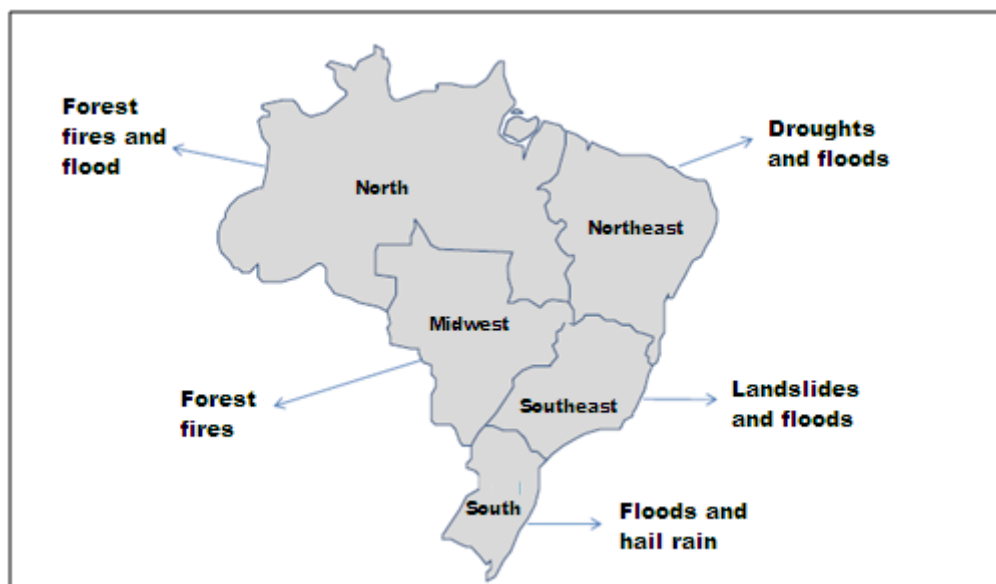 Forest
fires and
flood
Droughts
and floods
North
Northeast
Midwest
Forest
fires
Southeast
Landslides
and floods
South
Floods and
hail rain